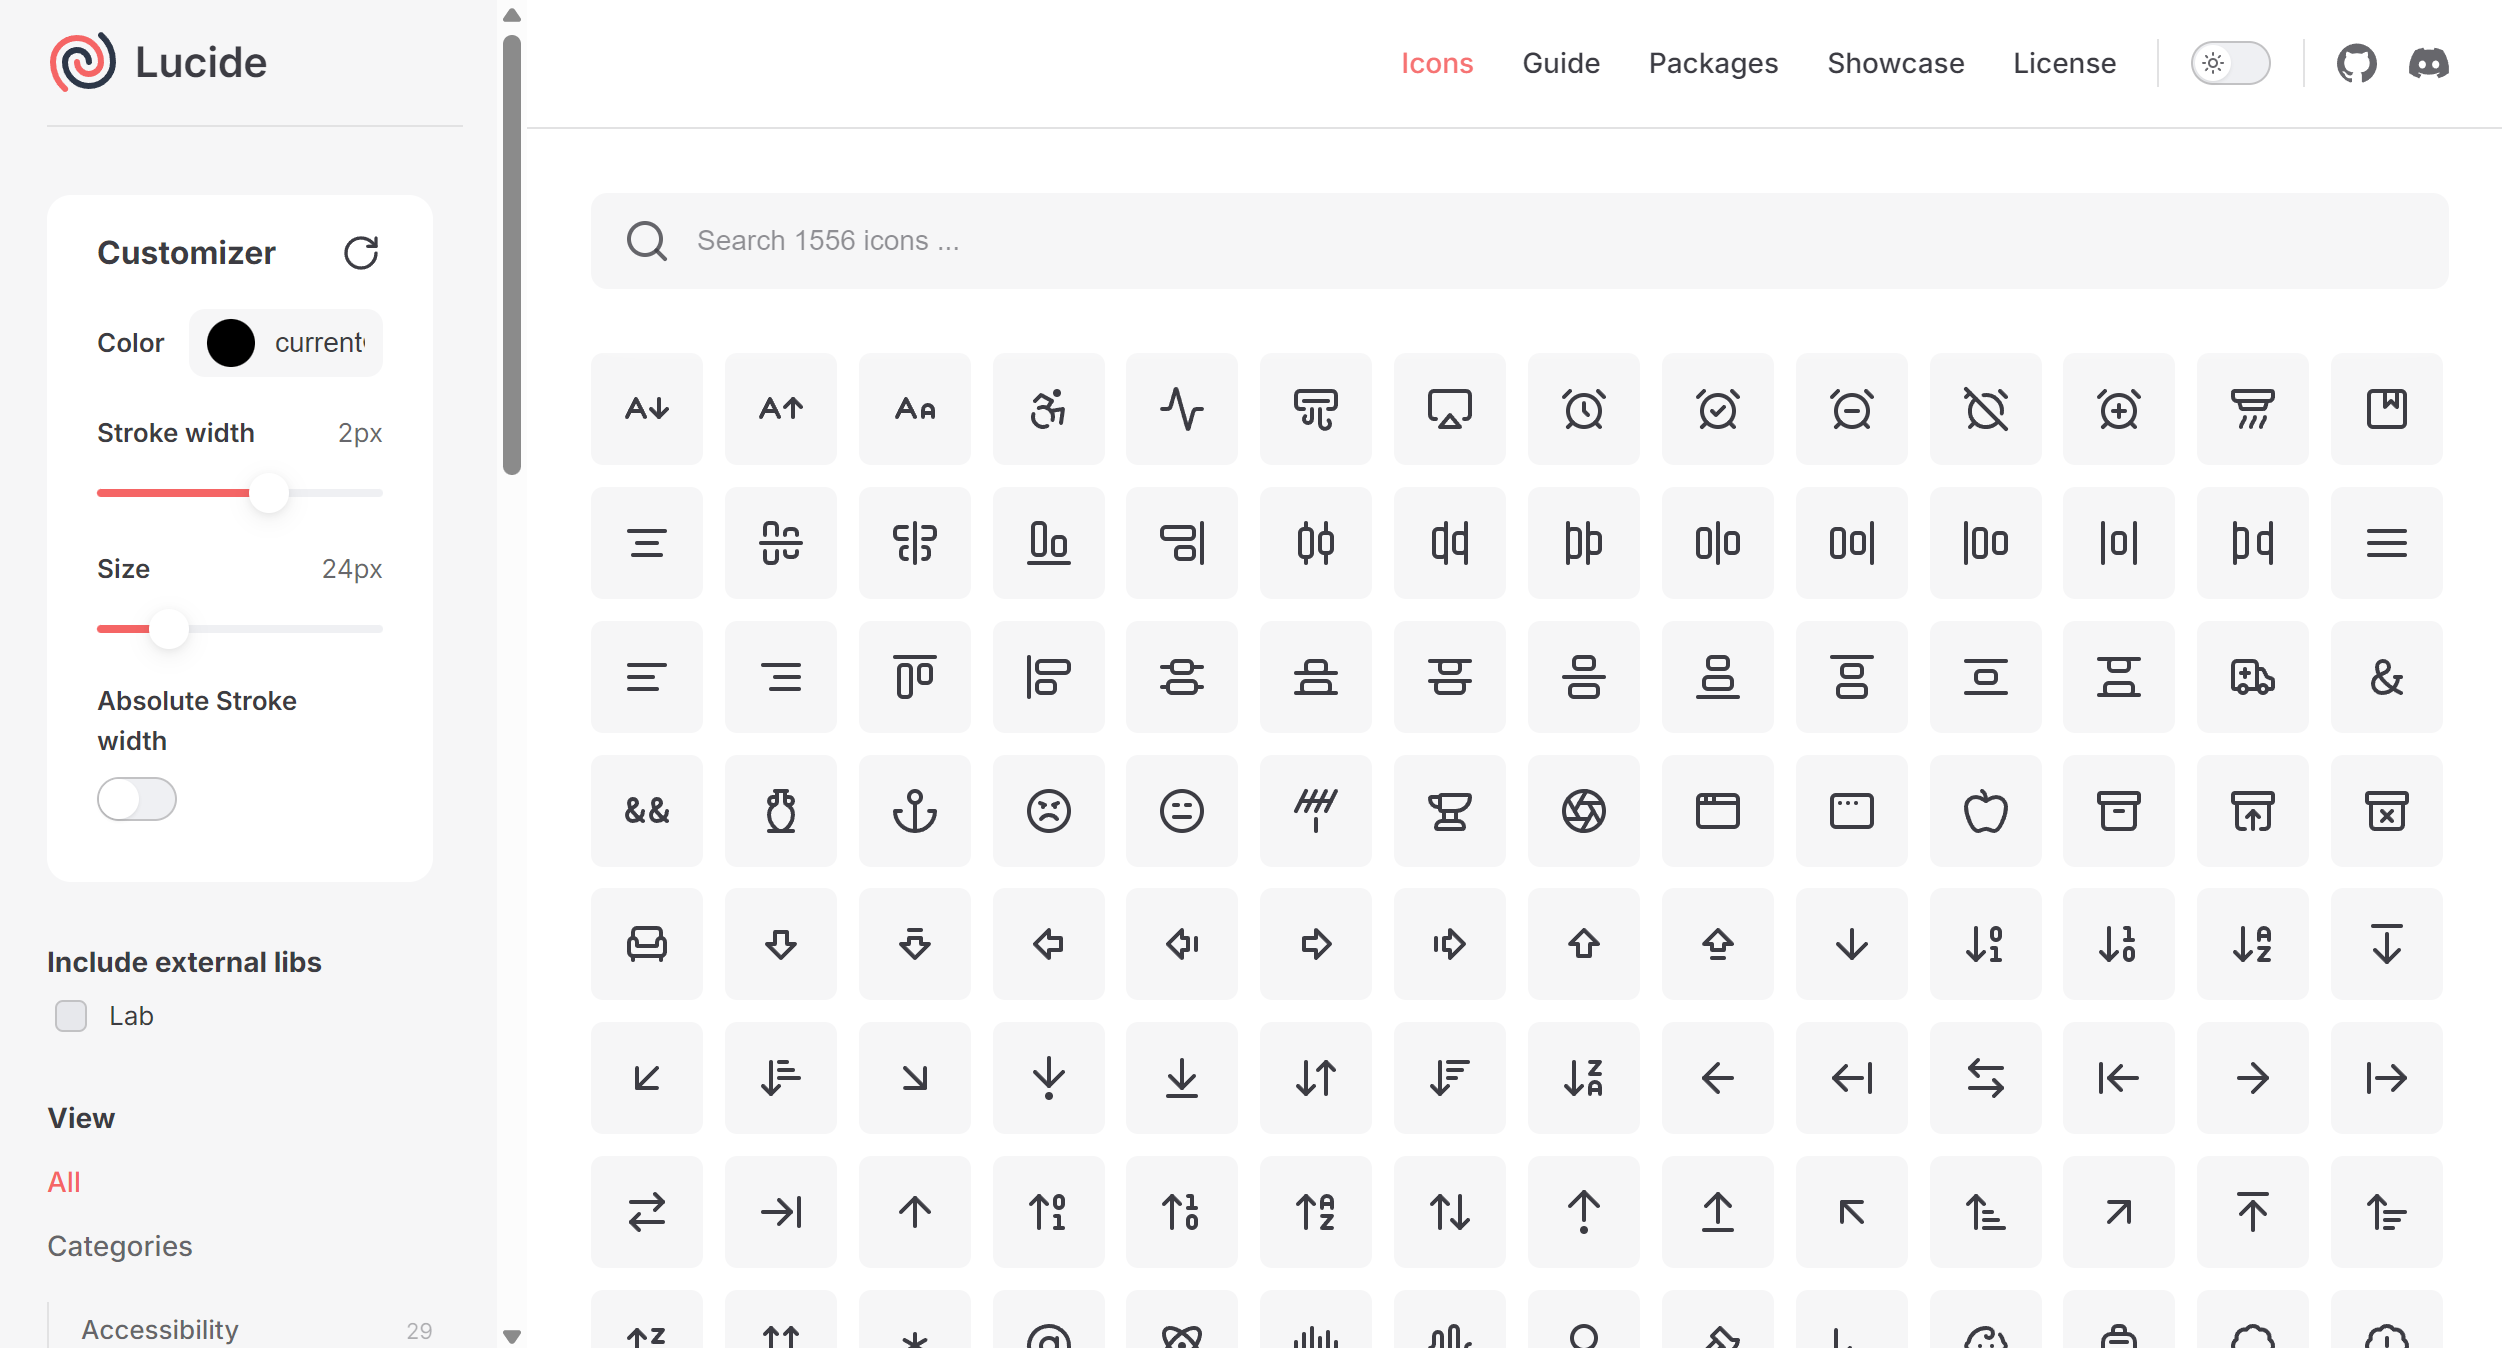 Lucide
Icons
Guide
Packages
Showcase
License
Customizer
Color
current
Stroke width
2px
Size
24px
Absolute Stroke
width
Include external libs
Lab
View
All
Categories
Accessibility
29
Search 1556 icons ...